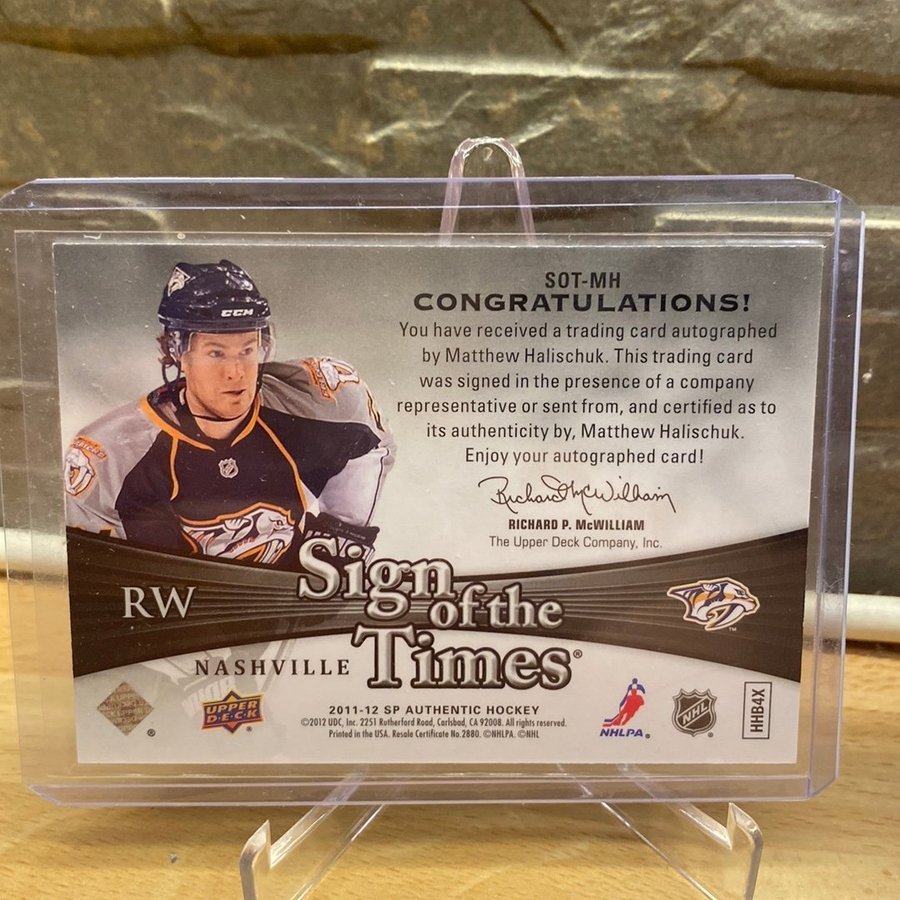 SOT-MH
CONGRATULATIONS!
You have received a trading card autographed
by Matthew Halischuk. This trading card
was signed in the presence of a company
representative or sent from, and certified as to
its authenticity by, Matthew Halischuk.
Enjoy your autographed card!
Richard P. McWilliam
RICHARD P. McWILLIAM
The Upper Deck Company, Inc.
CCM
RW
Sign
of the
Times®
NASHVILLE
TM
UPPER
D·E·C·K
®
2011-12 SP AUTHENTIC HOCKEY
©2012 UDC, Inc. 2251 Rutherford Road, Carlsbad, CA 92008. All rights reserved.
Printed in the USA. Resale Certificate No. 2880. ©NHLPA. ©NHL
NHLPA®
NHL
HHB4X